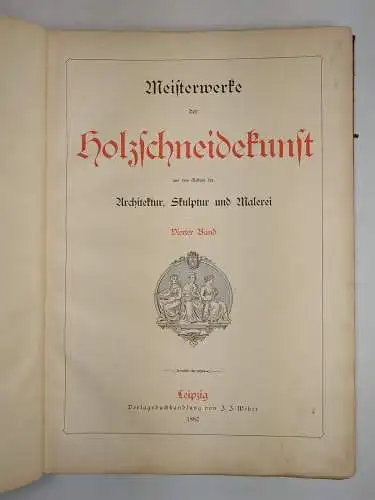 Meisterwerke
der
Holzschneidekunst
aus dem Gebiete der
Architektur, Skulptur und Malerei
Vierter Band
Leipzig
Verlagsbuchhandlung von J. J. Weber
1882